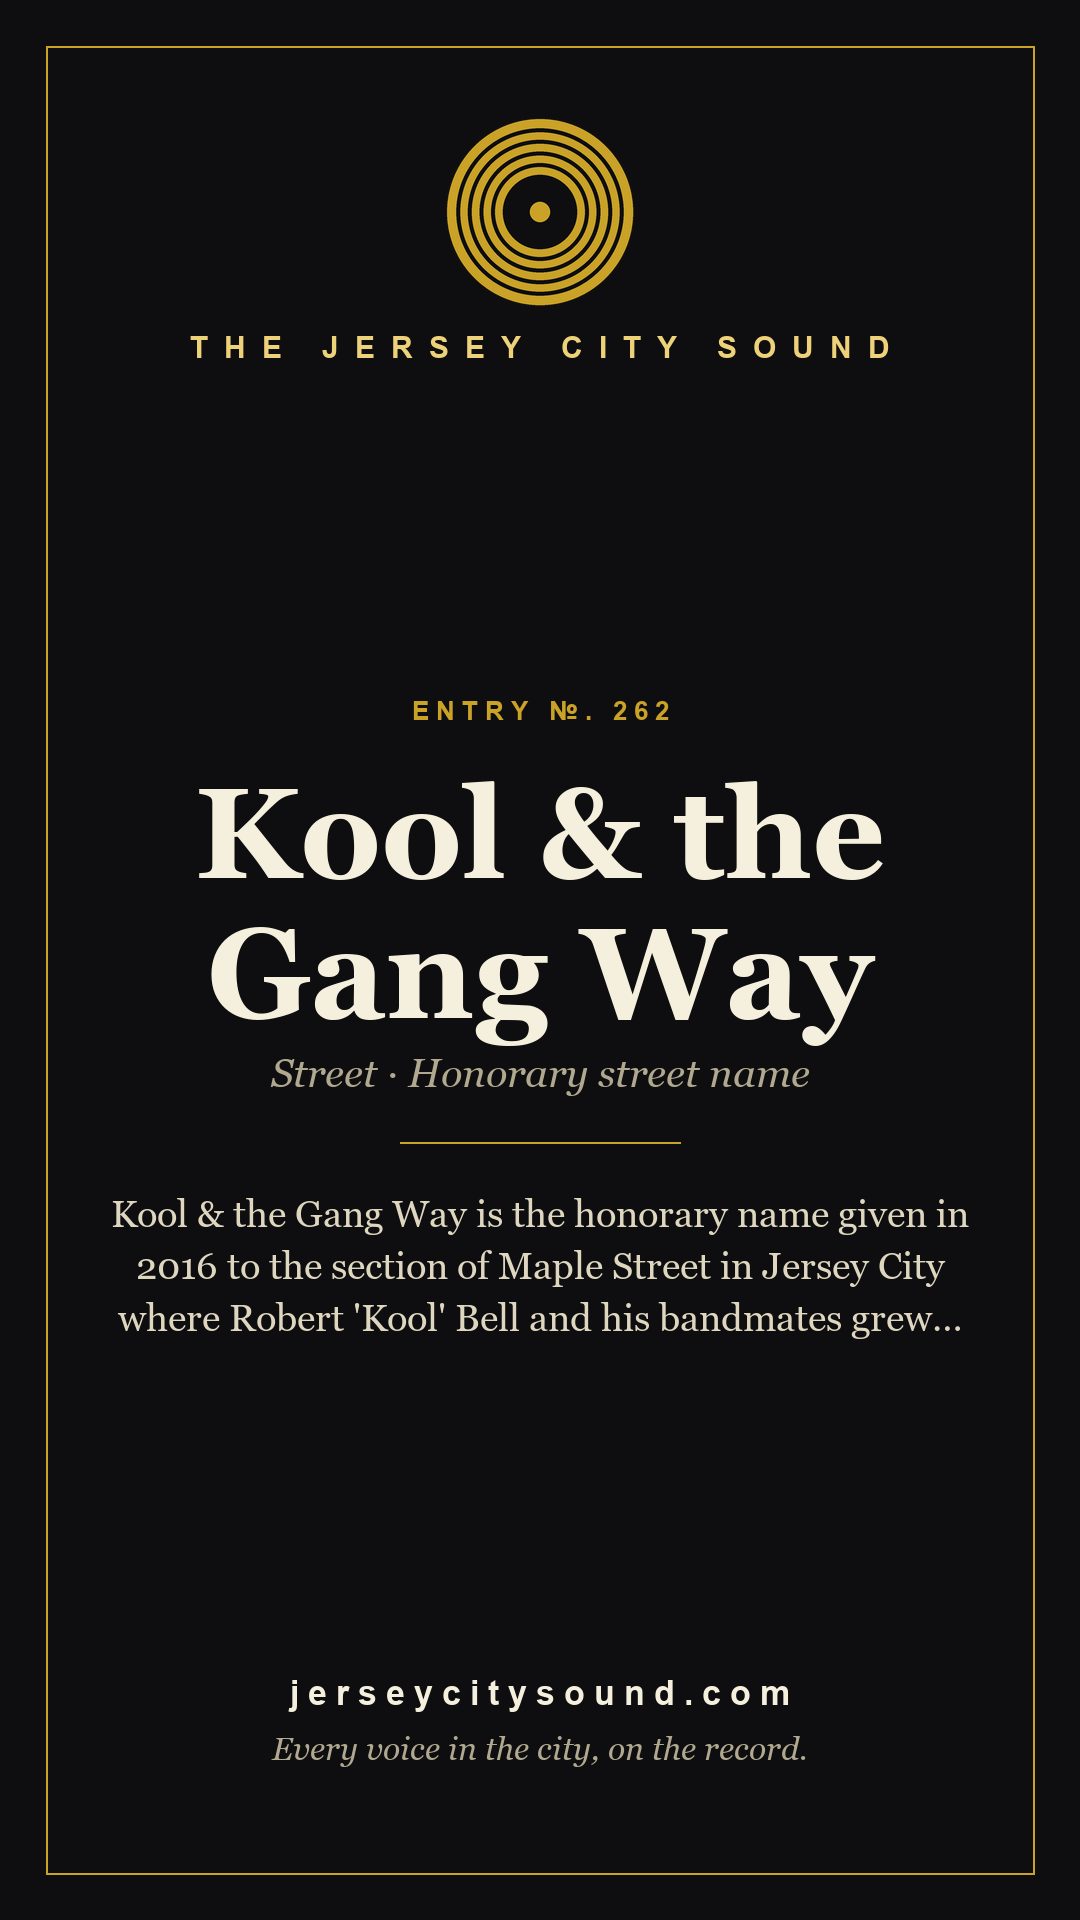 THE JERSEY CITY SOUND
ENTRY №. 262
Kool & the
Gang Way
Street · Honorary street name
Kool & the Gang Way is the honorary name given in
2016 to the section of Maple Street in Jersey City
where Robert 'Kool' Bell and his bandmates grew...
jerseycitysound.com
Every voice in the city, on the record.